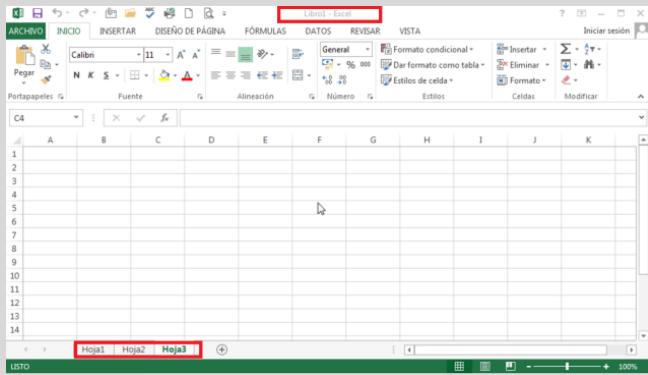 Libro1 - Excel
ARCHIVO INICIO INSERTAR DISEÑO DE PÁGINA FÓRMULAS DATOS REVISAR VISTA Iniciar sesión
Calibri 11 A A General Formato condicional Insertar
Pegar N K S A % 000 Dar formato como tabla Eliminar
Estilos de celda Formato
Portapapeles Fuente Alineación Número Estilos Celdas Modificar
C4 fx
A B C D E F G H I J K
1
2
3
4
5
6
7
8
9
10
11
12
13
14
Hoja1 Hoja2 Hoja3
LISTO 100%